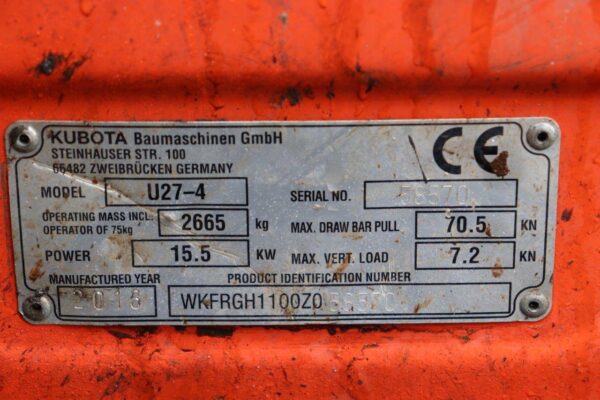 KUBOTA Baumaschinen GmbH
STEINHAUSER STR. 100
66482 ZWEIBRÜCKEN GERMANY
CE
MODEL U27-4
SERIAL NO. 58570
OPERATING MASS INCL. OPERATOR OF 75kg 2665 kg
MAX. DRAW BAR PULL 70.5 KN
POWER 15.5 KW
MAX. VERT. LOAD 7.2 KN
MANUFACTURED YEAR
PRODUCT IDENTIFICATION NUMBER
2018
WKFRGH1100Z058570